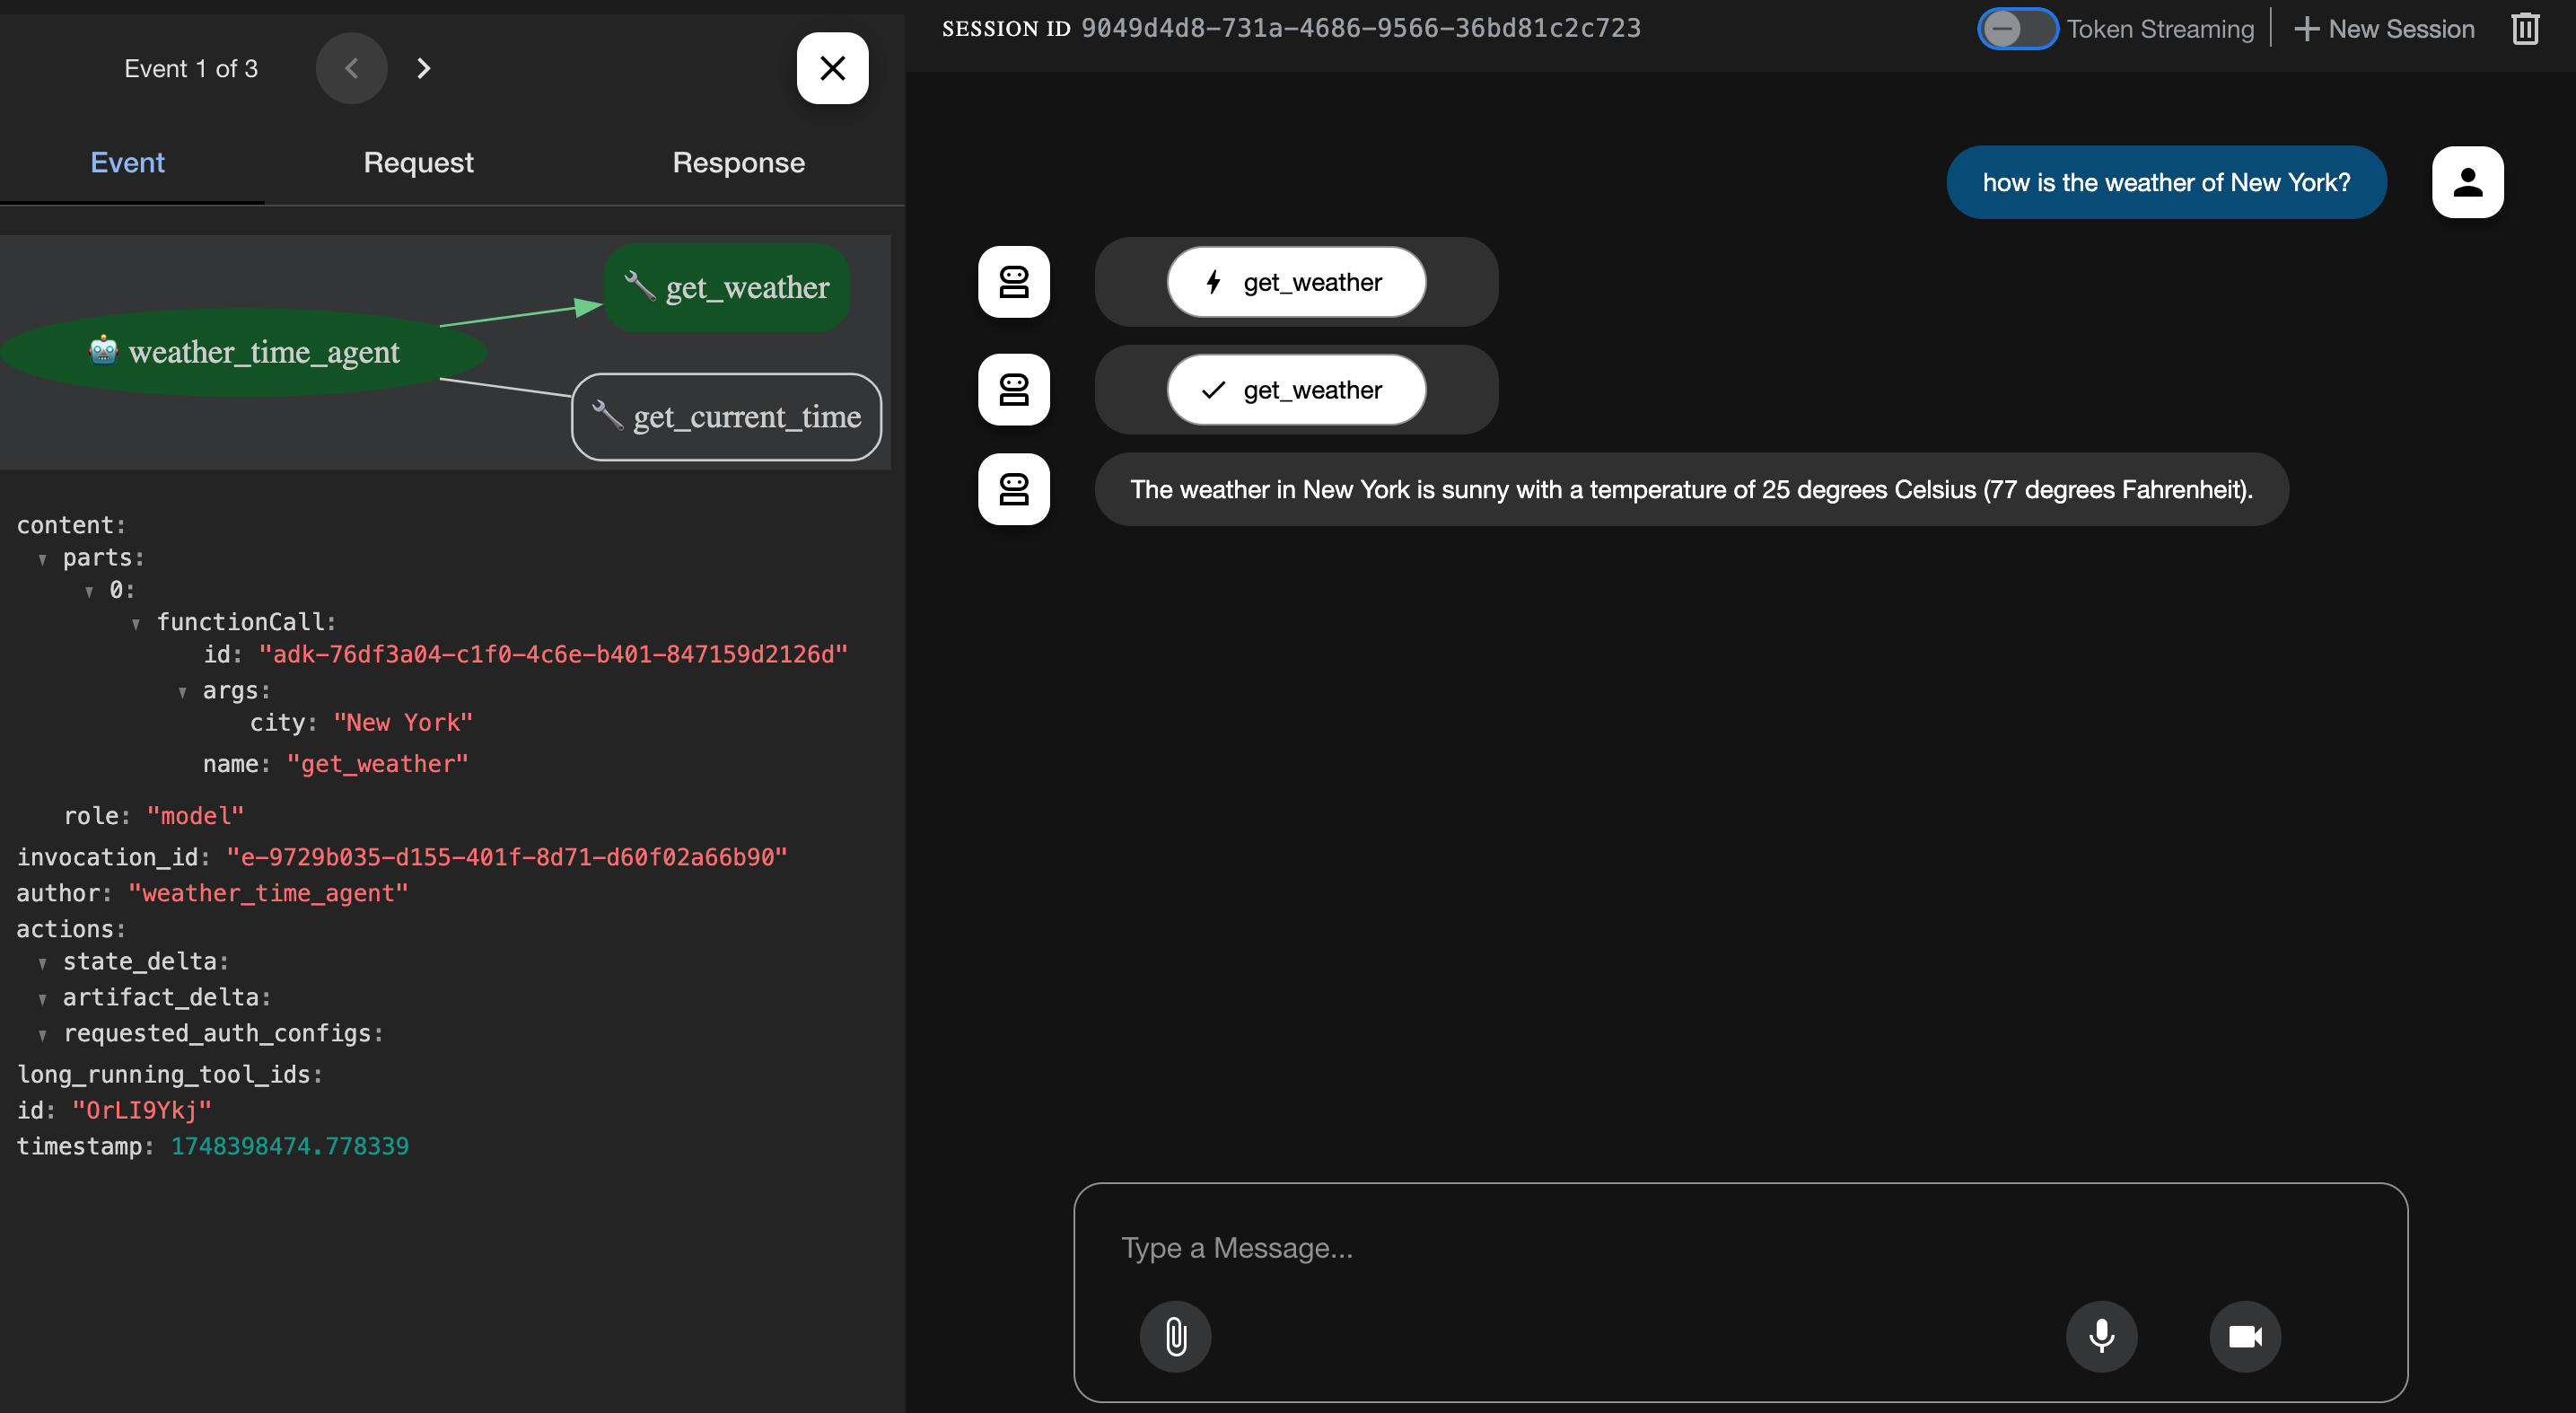 Event 1 of 3
Event
Request
Response
weather_time_agent
get_weather
get_current_time
content:
parts:
0:
functionCall:
id: "adk-76df3a04-c1f0-4c6e-b401-847159d2126d"
args:
city: "New York"
name: "get_weather"
role: "model"
invocation_id: "e-9729b035-d155-401f-8d71-d60f02a66b90"
author: "weather_time_agent"
actions:
state_delta:
artifact_delta:
requested_auth_configs:
long_running_tool_ids:
id: "OrLI9Ykj"
timestamp: 1748398474.778339
SESSION ID 9049d4d8-731a-4686-9566-36bd81c2c723
Token Streaming
New Session
how is the weather of New York?
get_weather
get_weather
The weather in New York is sunny with a temperature of 25 degrees Celsius (77 degrees Fahrenheit).
Type a Message...